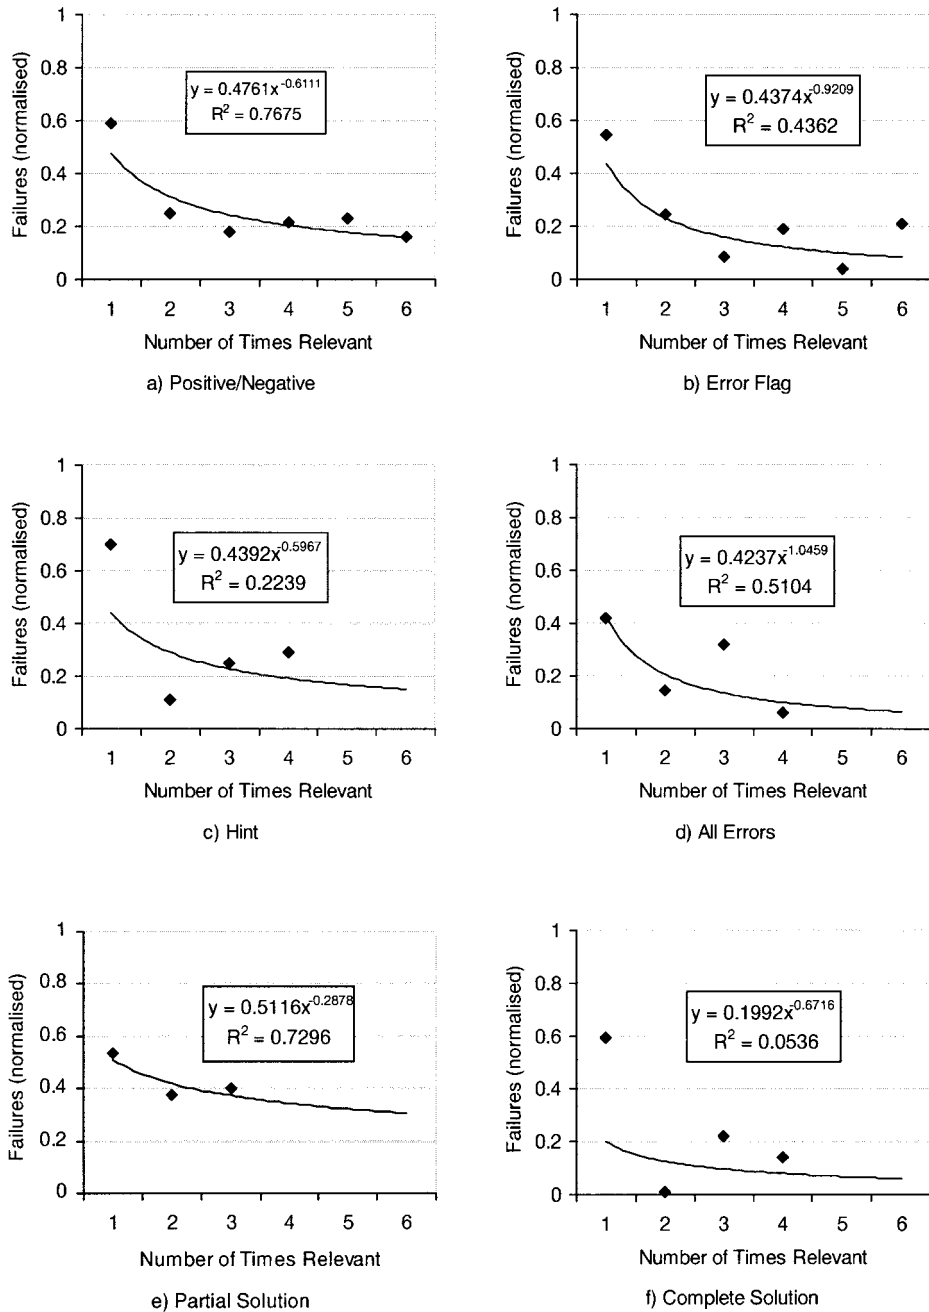 Failures (normalised)
1
0.8
0.6
0.4
0.2
0
y = 0.4761x^-0.6111
R² = 0.7675
1 2 3 4 5 6
Number of Times Relevant
a) Positive/Negative
Failures (normalised)
1
0.8
0.6
0.4
0.2
0
y = 0.4374x^-0.9209
R² = 0.4362
1 2 3 4 5 6
Number of Times Relevant
b) Error Flag
Failures (normalised)
1
0.8
0.6
0.4
0.2
0
y = 0.4392x^-0.5967
R² = 0.2239
1 2 3 4 5 6
Number of Times Relevant
c) Hint
Failures (normalised)
1
0.8
0.6
0.4
0.2
0
y = 0.4237x^-1.0459
R² = 0.5104
1 2 3 4 5 6
Number of Times Relevant
d) All Errors
Failures (normalised)
1
0.8
0.6
0.4
0.2
0
y = 0.5116x^-0.2878
R² = 0.7296
1 2 3 4 5 6
Number of Times Relevant
e) Partial Solution
Failures (normalised)
1
0.8
0.6
0.4
0.2
0
y = 0.1992x^-0.6716
R² = 0.0536
1 2 3 4 5 6
Number of Times Relevant
f) Complete Solution